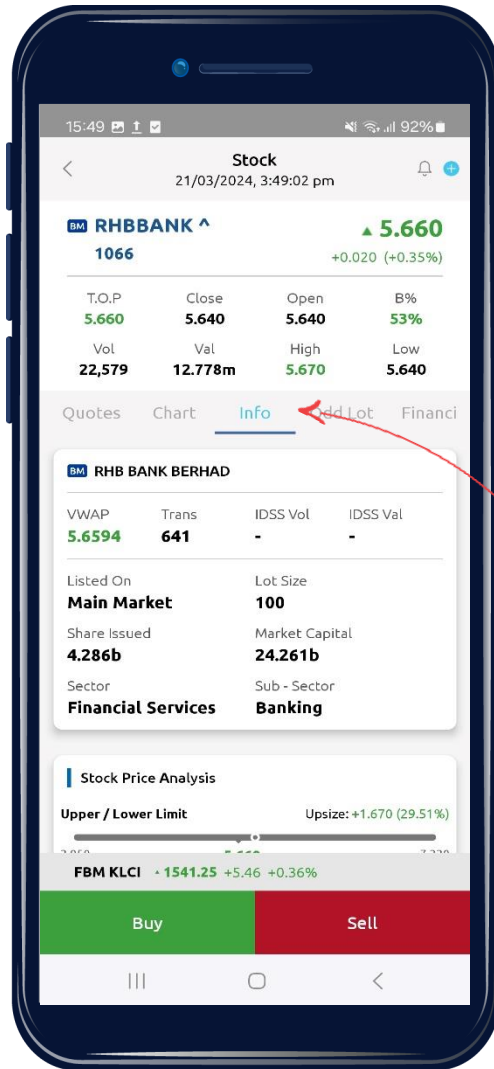 15:49 92%
Stock
21/03/2024, 3:49:02 pm
BM RHBBANK ^ ▲ 5.660
1066 +0.020 (+0.35%)
T.O.P Close Open B%
5.660 5.640 5.640 53%
Vol Val High Low
22,579 12.778m 5.670 5.640
Quotes Chart Info Odd Lot Financi
BM RHB BANK BERHAD
VWAP Trans IDSS Vol IDSS Val
5.6594 641 - -
Listed On Lot Size
Main Market 100
Share Issued Market Capital
4.286b 24.261b
Sector Sub - Sector
Financial Services Banking
Stock Price Analysis
Upper / Lower Limit Upsize: +1.670 (29.51%)
FBM KLCI ▲ 1541.25 +5.46 +0.36%
Buy Sell